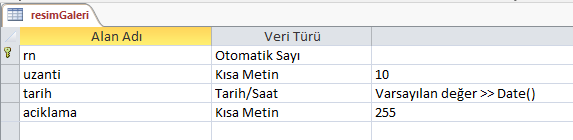 resimGaleri
Alan Adı Veri Türü
rn Otomatik Sayı
uzanti Kısa Metin 10
tarih Tarih/Saat Varsayılan değer >> Date()
aciklama Kısa Metin 255